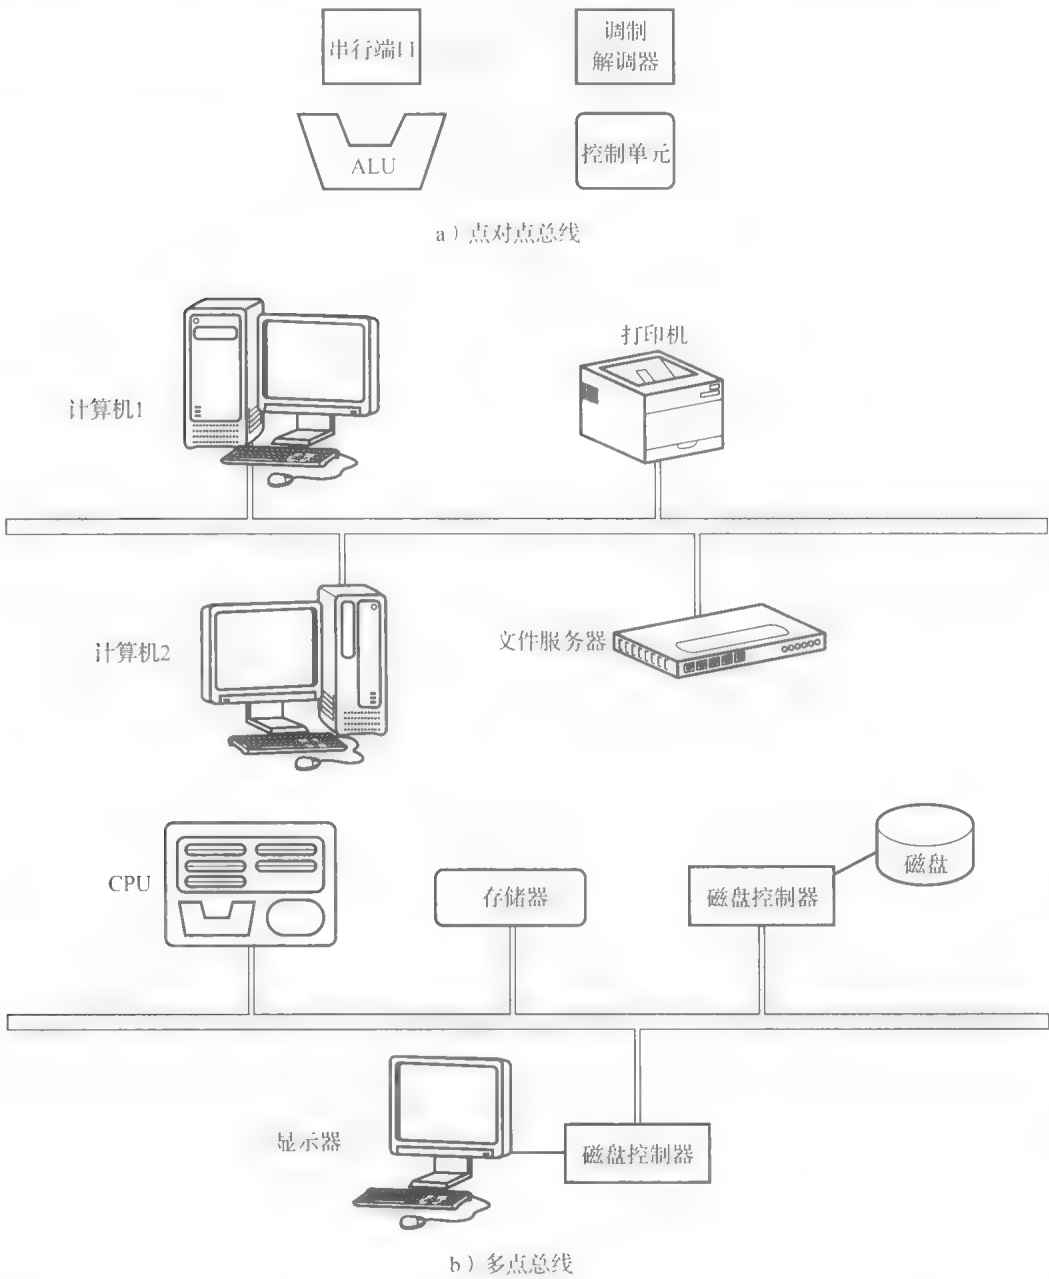 串行端口
调制
解调器
ALU
控制单元
a）点对点总线
打印机
计算机1
计算机2
文件服务器
CPU
存储器
磁盘控制器
磁盘
显示器
磁盘控制器
b）多点总线